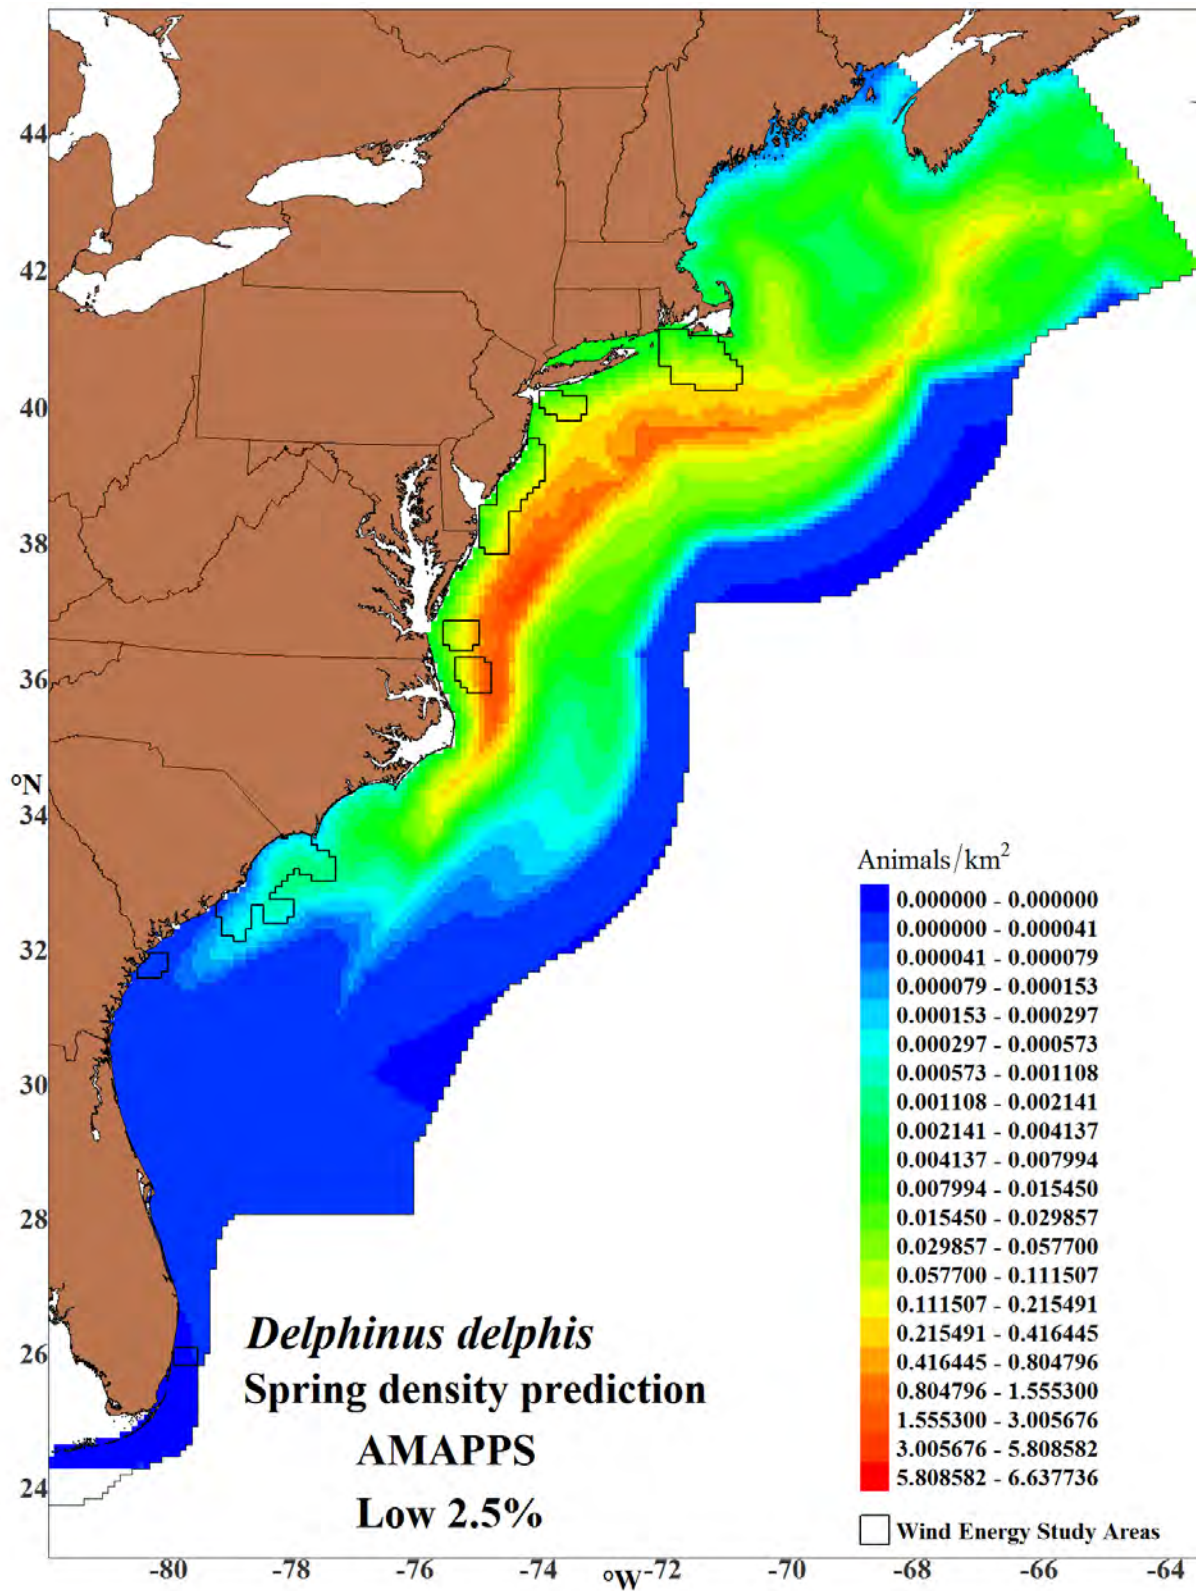 44
42
40
38
36
°N
34
32
30
28
26
24
Animals/km²
0.000000 - 0.000000
0.000000 - 0.000041
0.000041 - 0.000079
0.000079 - 0.000153
0.000153 - 0.000297
0.000297 - 0.000573
0.000573 - 0.001108
0.001108 - 0.002141
0.002141 - 0.004137
0.004137 - 0.007994
0.007994 - 0.015450
0.015450 - 0.029857
0.029857 - 0.057700
0.057700 - 0.111507
0.111507 - 0.215491
0.215491 - 0.416445
0.416445 - 0.804796
0.804796 - 1.555300
1.555300 - 3.005676
3.005676 - 5.808582
5.808582 - 6.637736
Wind Energy Study Areas
Delphinus delphis
Spring density prediction
AMAPPS
Low 2.5%
-80 -78 -76 -74 -72 -70 -68 -66 -64
°W